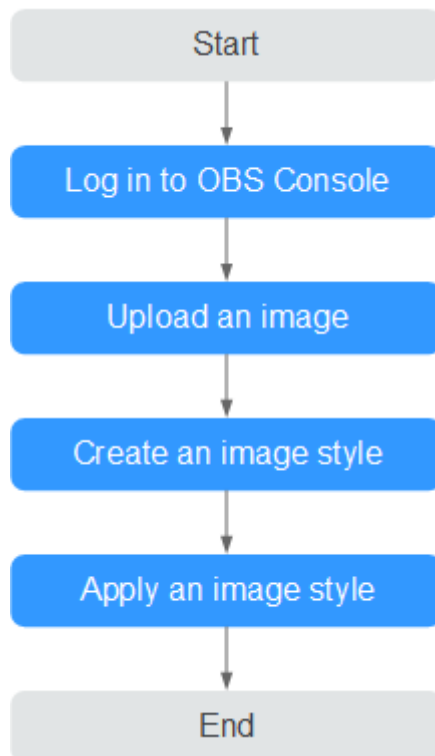 Start
Log in to OBS Console
Upload an image
Create an image style
Apply an image style
End